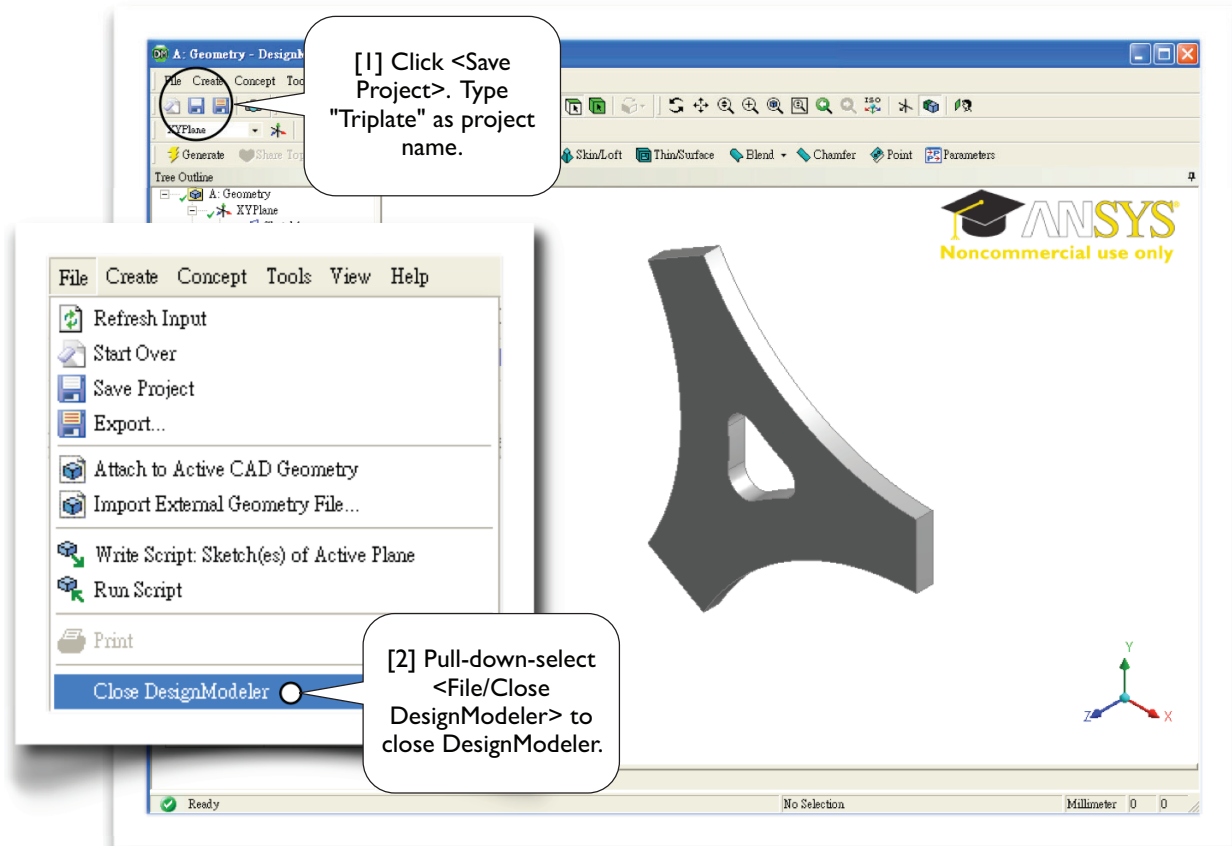 A: Geometry - Design
File Create Concept
XYPlane
Generate Share Top
Skin/Loft Thin/Surface Blend Chamfer Point Parameters
Tree Outline
A: Geometry
XYPlane
[1] Click <Save
Project>. Type
"Triplate" as project
name.
ISO
ANSYS
Noncommercial use only
File Create Concept Tools View Help
Refresh Input
Start Over
Save Project
Export...
Attach to Active CAD Geometry
Import External Geometry File...
Write Script: Sketch(es) of Active Plane
Run Script
Print
Close DesignModeler
[2] Pull-down-select
<File/Close
DesignModeler> to
close DesignModeler.
Y
Z
X
Ready
No Selection
Millimeter 0 0